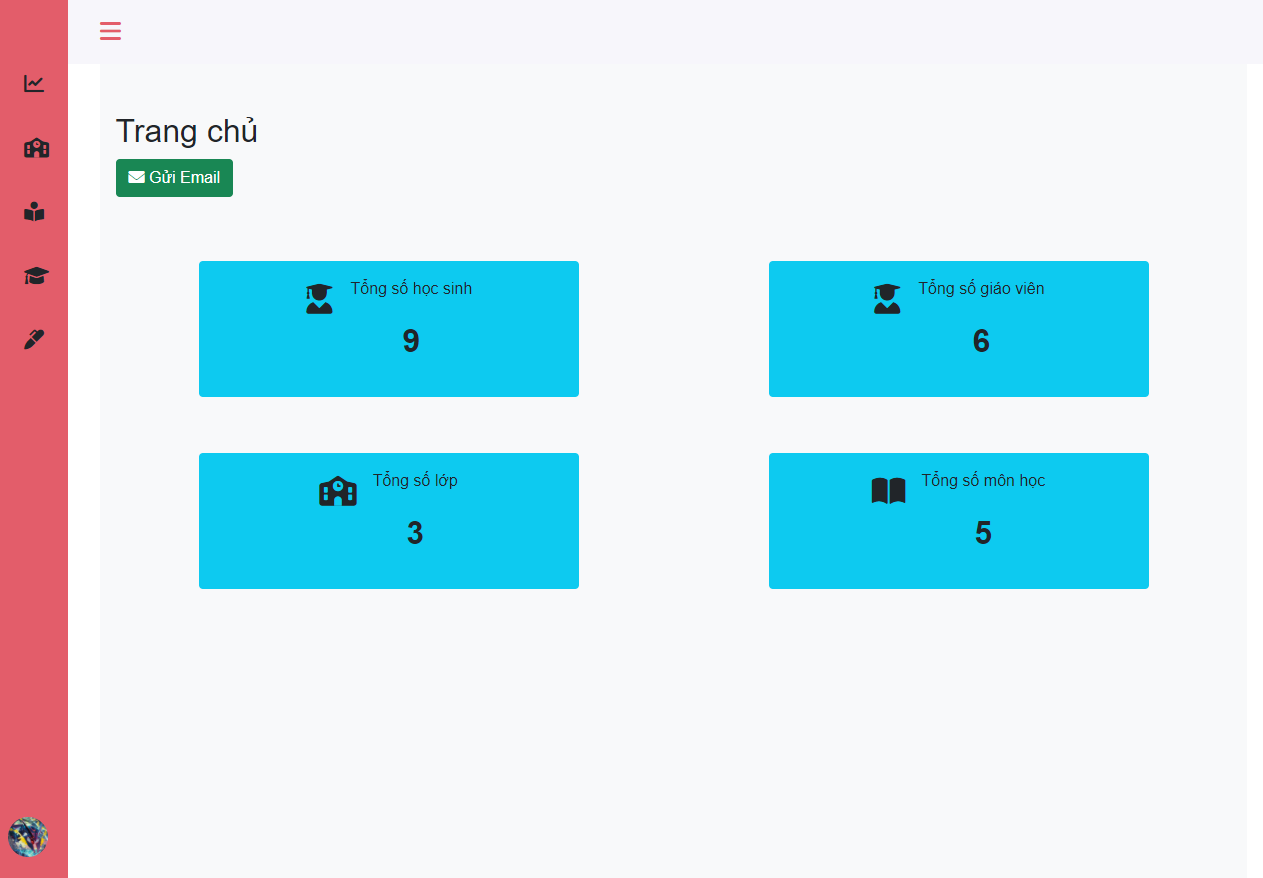 Trang chủ
Gửi Email
Tổng số học sinh
9
Tổng số giáo viên
6
Tổng số lớp
3
Tổng số môn học
5